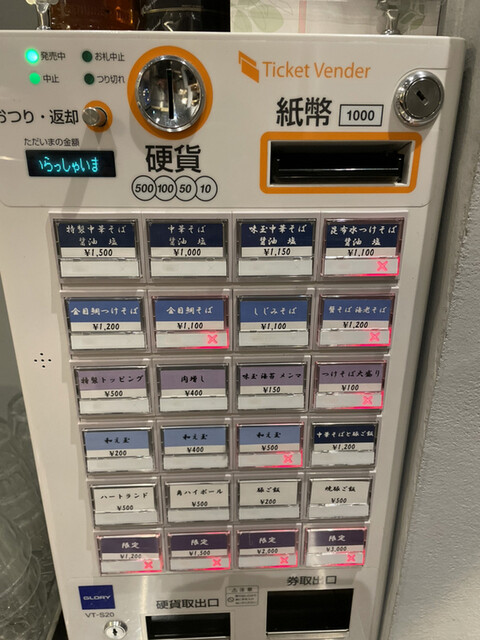 発売中 お札中止
中止 つり切れ
Ticket Vender
おつり・返却
ただいまの金額
いらっしゃいま
硬貨
500 100 50 10
紙幣 1000
特製中華そば
醤油 塩
¥1,500
中華そば
醤油 塩
¥1,000
味玉中華そば
醤油 塩
¥1,150
昆布水つけそば
醤油 塩
¥1,100
金目鯛つけそば
¥1,200
金目鯛そば
¥1,100
しじみそば
¥1,100
蟹そば 海老そば
¥1,200
特製トッピング
¥500
肉増し
¥400
味玉 海苔 メンマ
¥150
つけそば大盛り
¥100
和え玉
¥200
和え玉
¥400
和え玉
¥500
中華そばと豚ご飯
¥1,200
ハートランド
¥500
角ハイボール
¥500
豚ご飯
¥200
焼豚ご飯
¥500
限定
¥1,200
限定
¥1,500
限定
¥2,000
限定
¥3,000
GLORY
VT-S20
硬貨取出口
券取出口